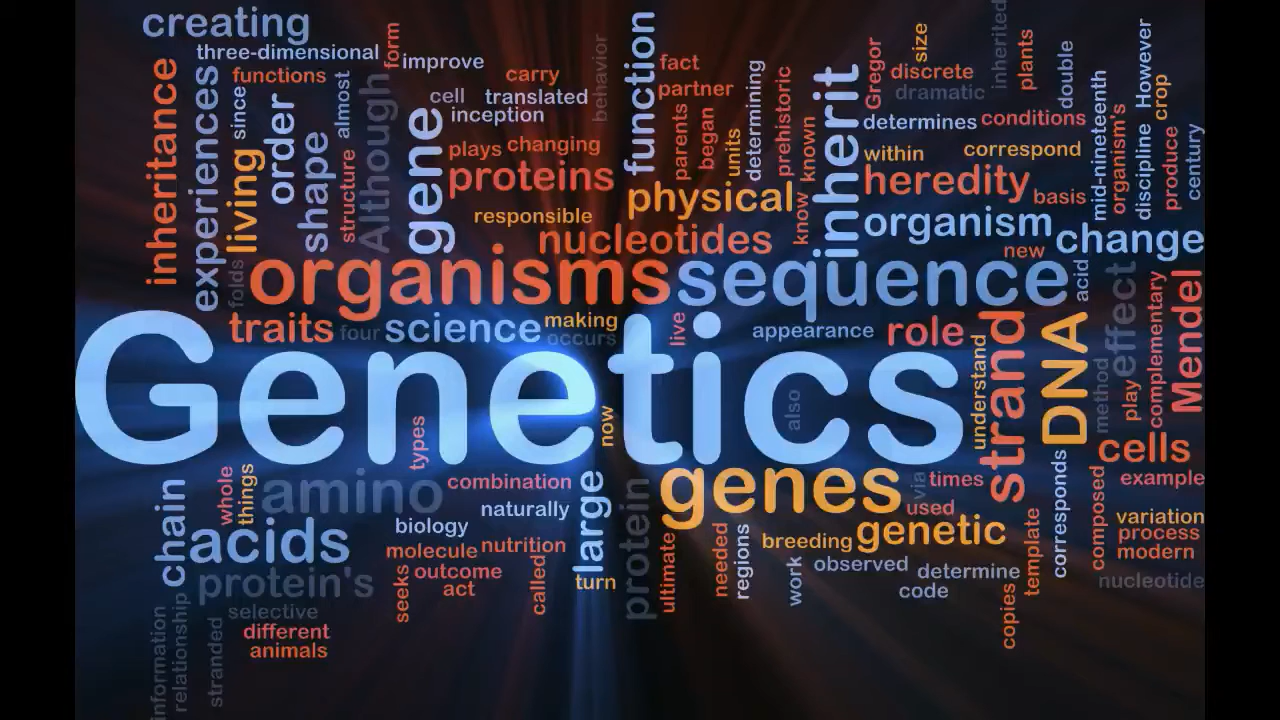 creating
three-dimensional
form
improve
functions
inheritance
experiences
since
living
order
shape
almost
structure
Although
cell
translated
carry
inception
gene
plays
changing
proteins
responsible
behavior
function
fact
partner
parents
began
units
determining
prehistoric
known
know
physical
nucleotides
inherit
Gregor
size
discrete
dramatic
inherited
plants
double
determines
conditions
within
correspond
heredity
basis
organism
new
mid-nineteenth
organism's
However
discipline
crop
produce
century
change
folds
organisms
sequence
acid
effect
complementary
Mendel
traits
four
science
making
occurs
live
appearance
role
understand
strand
DNA
method
play
Genetics
types
now
also
cells
example
chain
whole
things
amino
combination
naturally
large
protein
genes
via
times
used
genetic
corresponds
composed
variation
process
modern
nucleotide
acids
biology
molecule
nutrition
protein's
seeks
outcome
act
called
turn
ultimate
needed
regions
breeding
work
observed
determine
code
copies
template
selective
different
animals
information
relationship
stranded